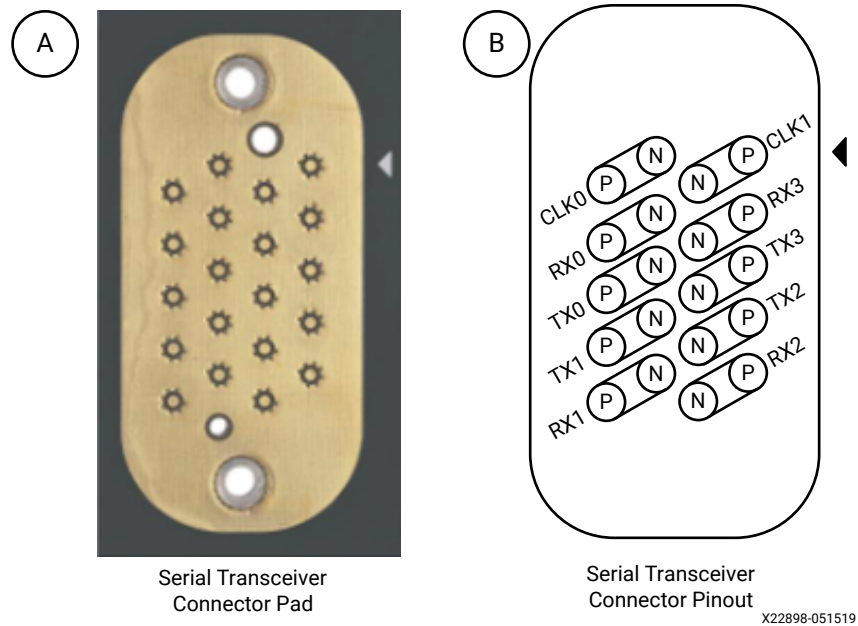 A
B
N
P
CLK1
P
N
CLK0
N
P
RX3
P
N
RX0
N
P
TX3
P
N
TX0
N
P
TX2
P
N
TX1
N
P
RX2
P
N
RX1
Serial Transceiver
Connector Pad
Serial Transceiver
Connector Pinout
X22898-051519